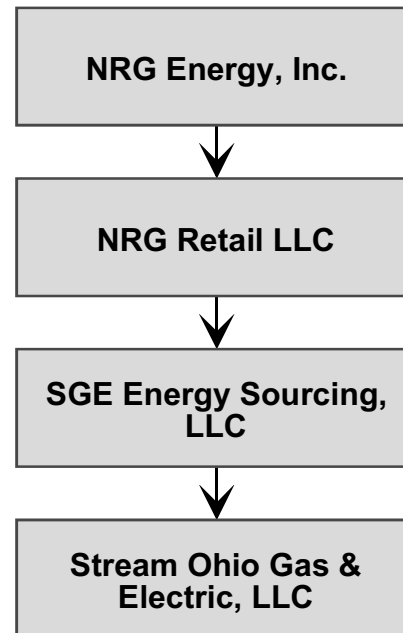 NRG Energy, Inc.
NRG Retail LLC
SGE Energy Sourcing,
LLC
Stream Ohio Gas &
Electric, LLC